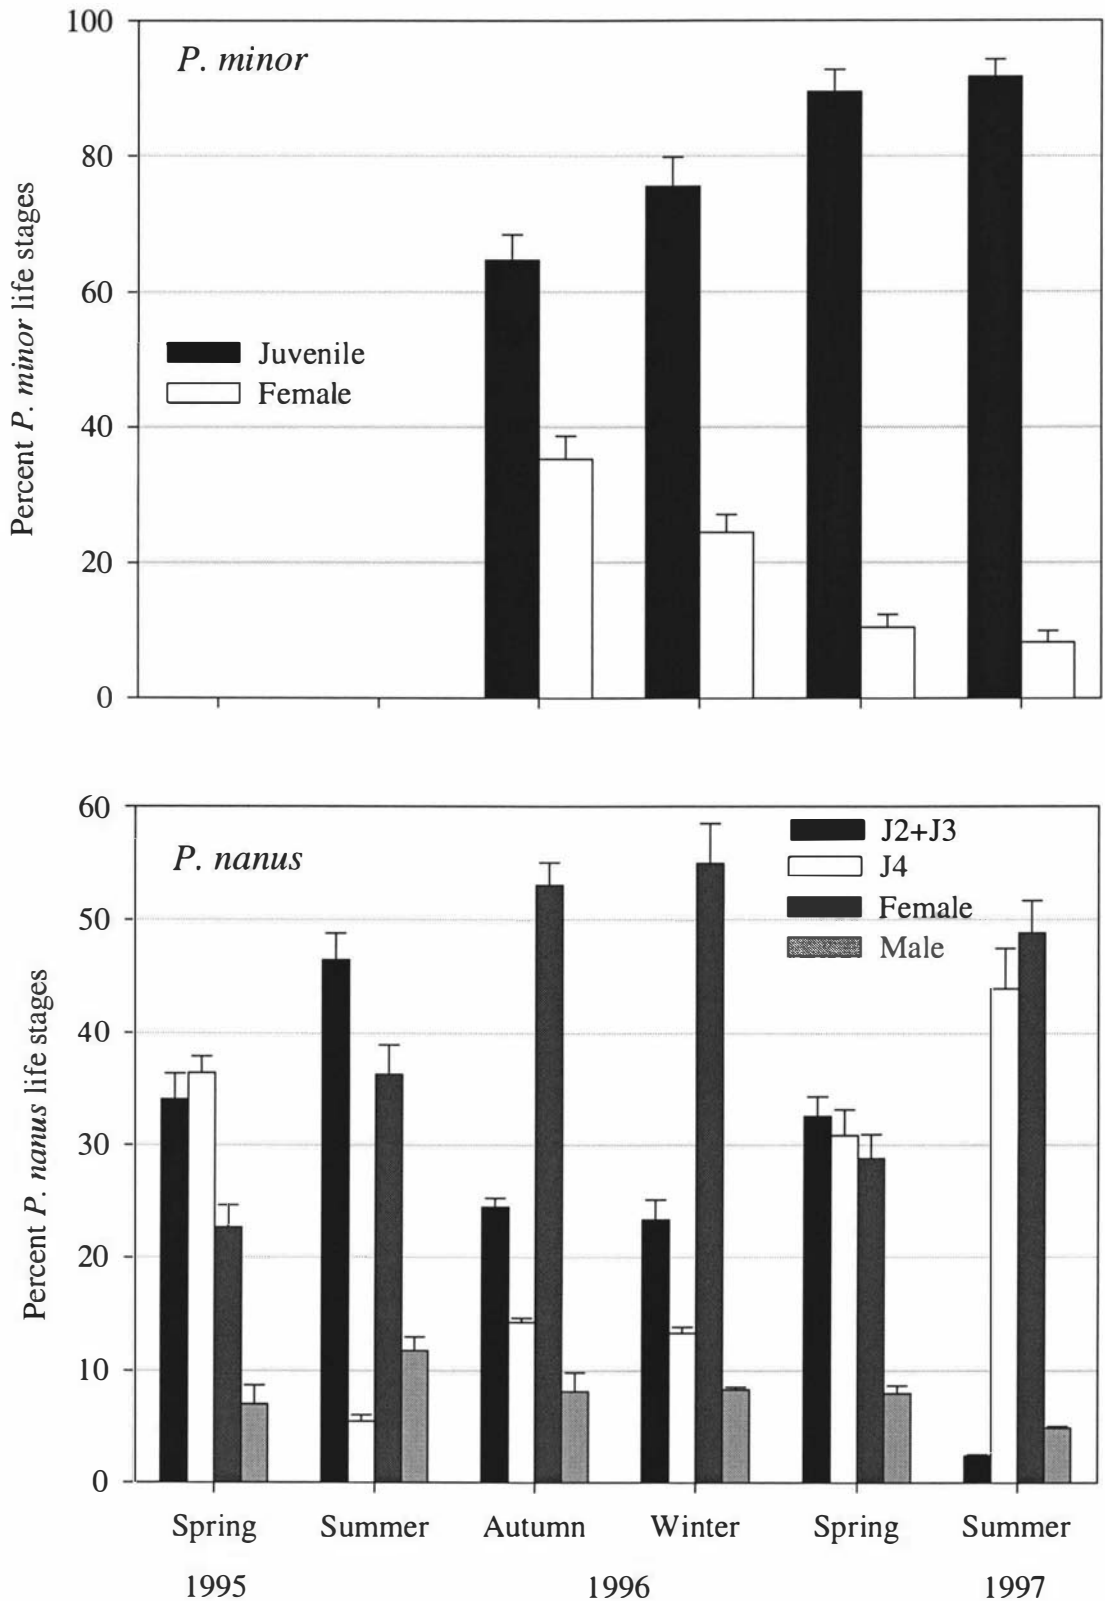 P. minor
Percent P. minor life stages
100
80
60
40
20
0
Juvenile
Female
P. nanus
Percent P. nanus life stages
60
50
40
30
20
10
0
J2+J3
J4
Female
Male
Spring Summer Autumn Winter Spring Summer
1995 1996 1997